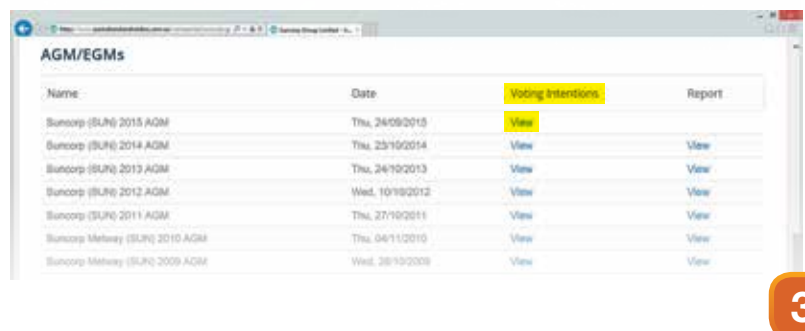 Suncorp Group Limited - A...
AGM/EGMs
Name Date Voting Intentions Report
Suncorp (SUN) 2015 AGM Thu, 24/09/2015 View
Suncorp (SUN) 2014 AGM Thu, 23/10/2014 View View
Suncorp (SUN) 2013 AGM Thu, 24/10/2013 View View
Suncorp (SUN) 2012 AGM Wed, 10/10/2012 View View
Suncorp (SUN) 2011 AGM Thu, 27/10/2011 View View
Suncorp Metway (SUN) 2010 AGM Thu, 04/11/2010 View View
Suncorp Metway (SUN) 2009 AGM Wed, 28/10/2009 View View
3